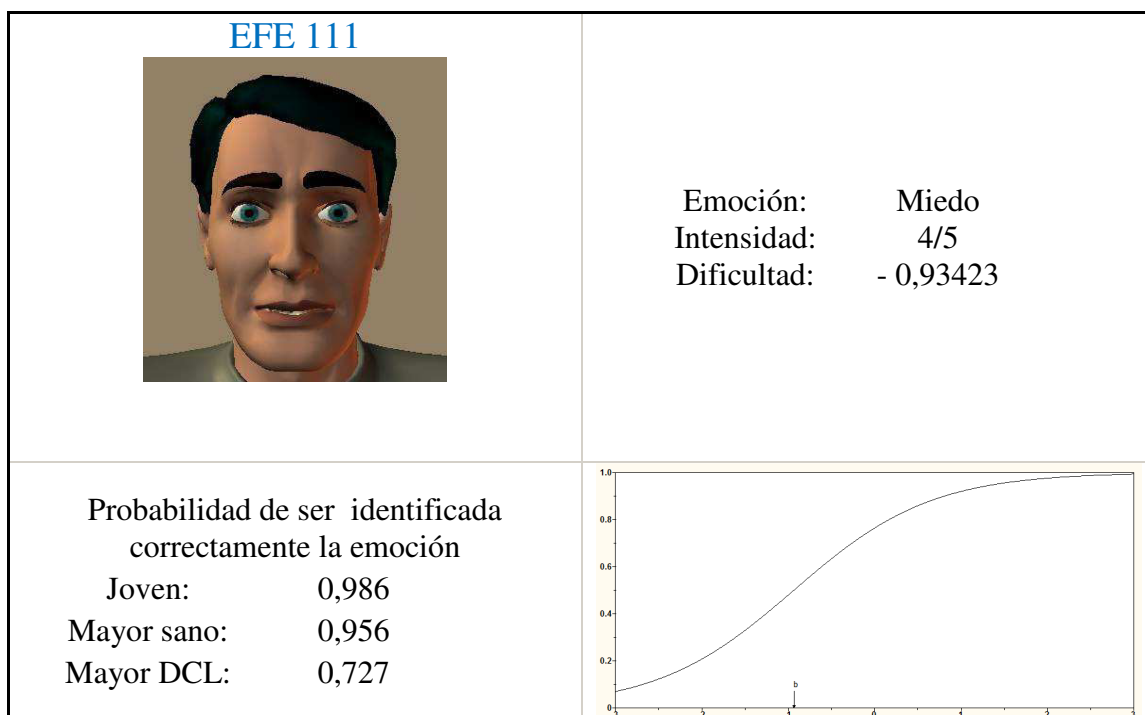 EFE 111
Emoción: Miedo
Intensidad: 4/5
Dificultad: - 0,93423
Probabilidad de ser identificada
correctamente la emoción
Joven: 0,986
Mayor sano: 0,956
Mayor DCL: 0,727
1.0
0.8
0.6
0.4
0.2
0
b